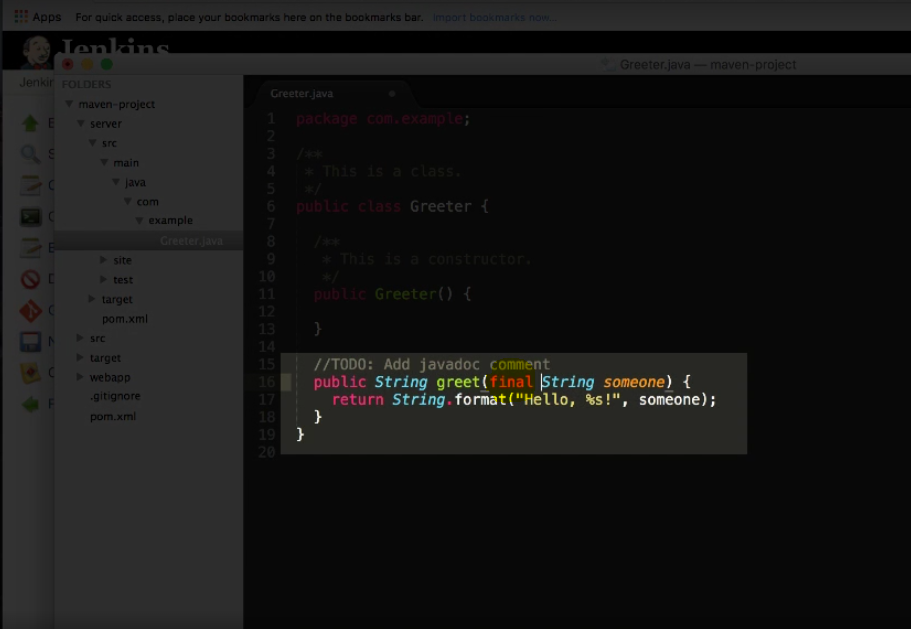 Apps For quick access, place your bookmarks here on the bookmarks bar. Import bookmarks now...
Jenkins
Greeter.java — maven-project
Jenkin
FOLDERS
maven-project
server
src
main
java
com
example
Greeter.java
site
test
target
pom.xml
src
target
webapp
.gitignore
pom.xml
Greeter.java
1 package com.example;
2
3 /**
4 * This is a class.
5 */
6 public class Greeter {
7
8 /**
9 * This is a constructor.
10 */
11 public Greeter() {
12
13 }
14
15 //TODO: Add javadoc comment
16 public String greet(final String someone) {
17 return String.format("Hello, %s!", someone);
18 }
19 }
20